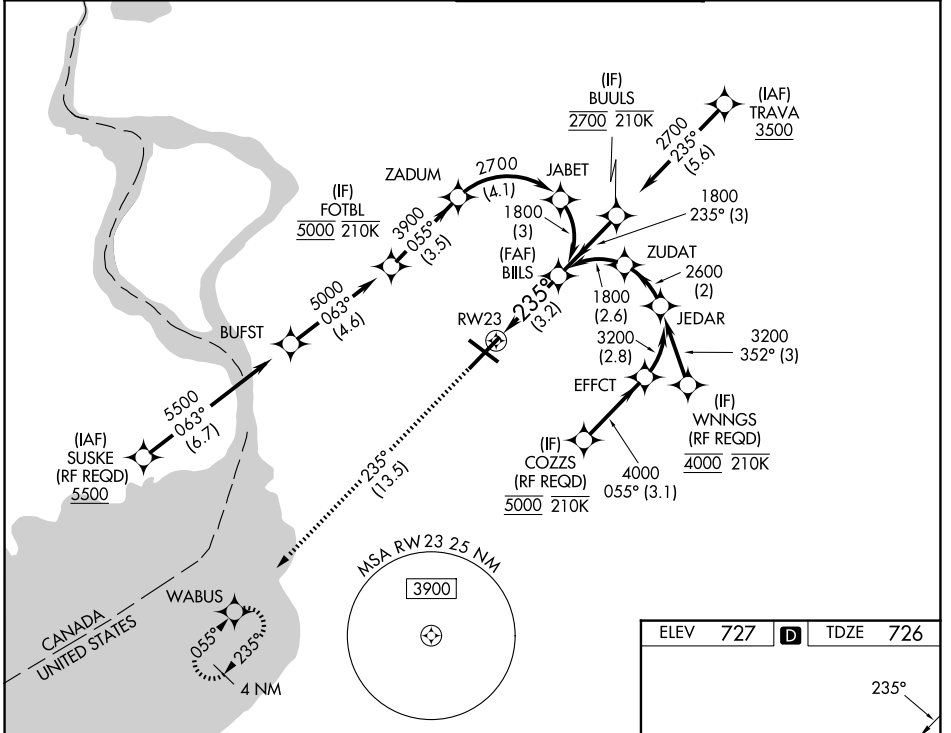 (IF)
BUULS
2700 210K
(IAF)
TRAVA
3500
2700
235°
(5.6)
ZADUM
2700
(4.1)
JABET
(IF)
FOTBL
5000 210K
3900
055°
(3.5)
1800
(3)
1800
235° (3)
(FAF)
BIILS
ZUDAT
2600
(2)
5000
063°
(4.6)
235°
(3.2)
1800
(2.6)
RW23
JEDAR
BUFST
3200
(2.8)
3200
352° (3)
EFFCT
5500
063°
(6.7)
(IF)
WNNGS
(RF REQD)
4000 210K
(IAF)
SUSKE
(RF REQD)
5500
(IF)
COZZS
(RF REQD)
5000 210K
4000
055° (3.1)
235°
(13.5)
MSA RW 23 25 NM
3900
WABUS
CANADA
UNITED STATES
055°
235°
4 NM
ELEV 727 D TDZE 726
235°